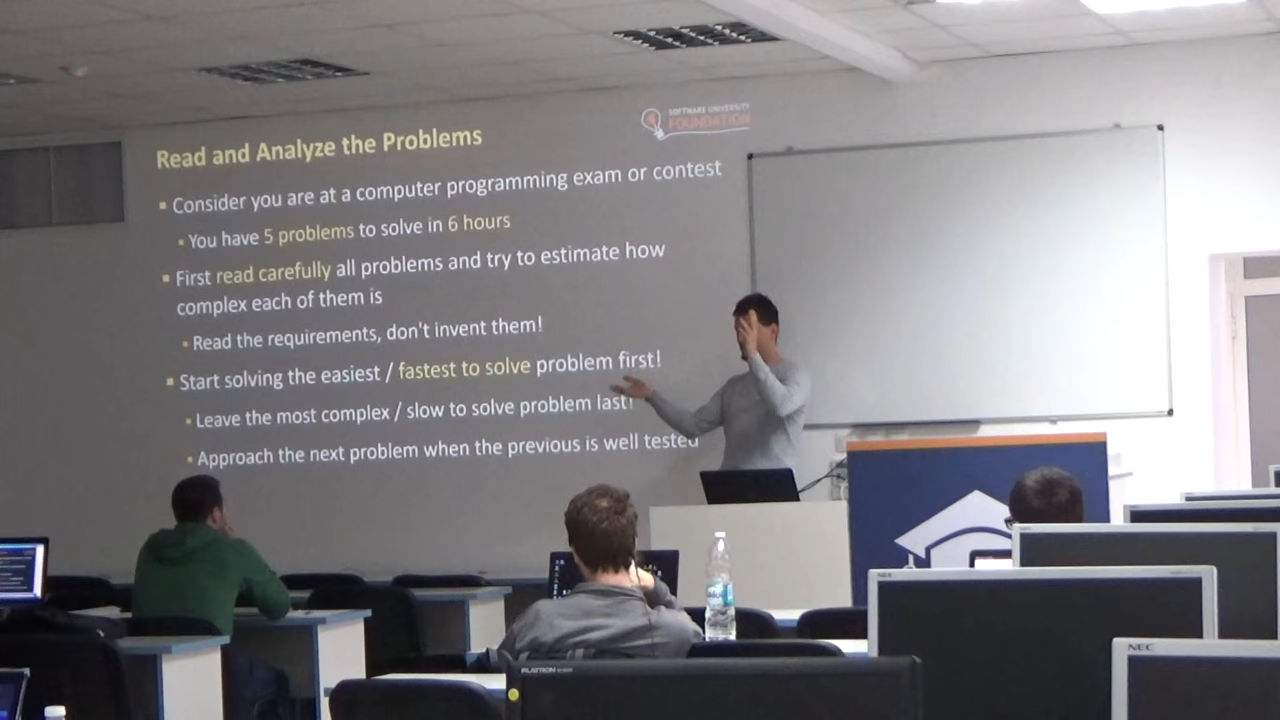 SOFTWARE UNIVERSITY
FOUNDATION
Read and Analyze the Problems
Consider you are at a computer programming exam or contest
You have 5 problems to solve in 6 hours
First read carefully all problems and try to estimate how
complex each of them is
Read the requirements, don't invent them!
Start solving the easiest / fastest to solve problem first!
Leave the most complex / slow to solve problem last!
Approach the next problem when the previous is well tested
NEC
FLATRON
NEC